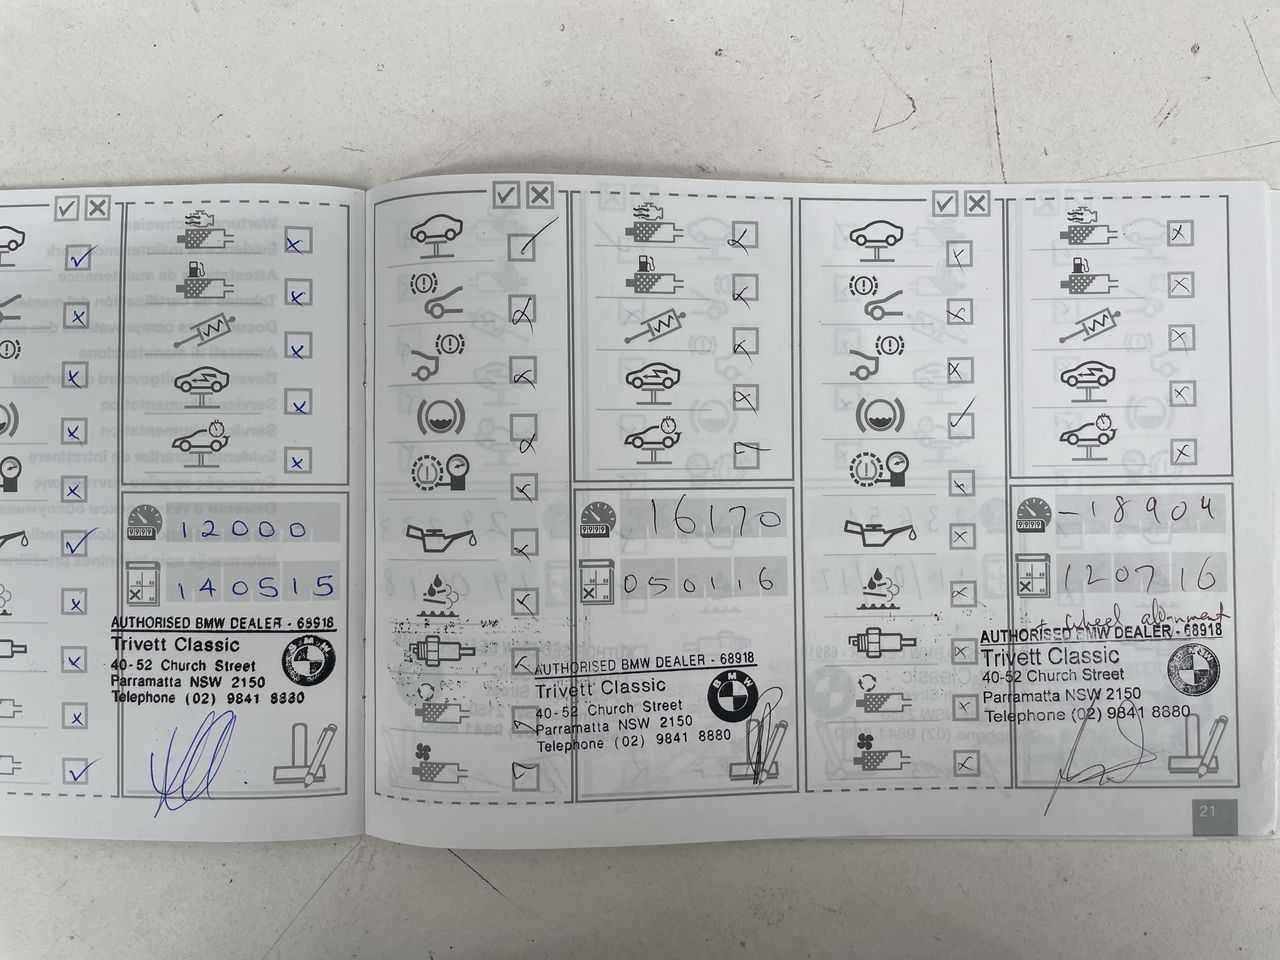 12000
140515
AUTHORISED BMW DEALER - 68918
Trivett Classic
40-52 Church Street
Parramatta NSW 2150
Telephone (02) 9841 8880
BMW
16170
050116
AUTHORISED BMW DEALER - 68918
Trivett Classic
40-52 Church Street
Parramatta NSW 2150
Telephone (02) 9841 8880
BMW
-18904
120716
+ wheel alignment
AUTHORISED BMW DEALER - 68918
Trivett Classic
40-52 Church Street
Parramatta NSW 2150
Telephone (02) 9841 8880
BMW
21